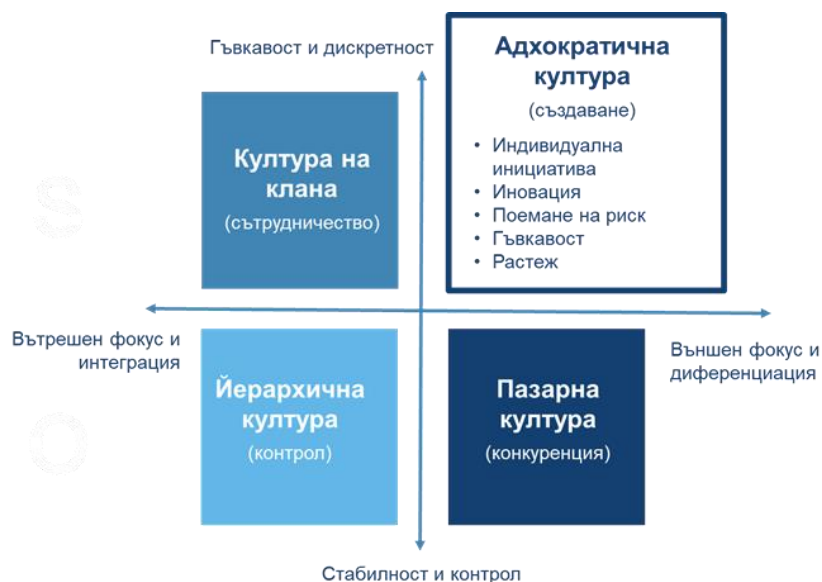 Гъвкавост и дискретност
Адхократична
култура
(създаване)
• Индивидуална
инициатива
• Иновация
• Поемане на риск
• Гъвкавост
• Растеж
Култура на
клана
(сътрудничество)
Вътрешен фокус и
интеграция
Външен фокус и
диференциация
Йерархична
култура
(контрол)
Пазарна
култура
(конкуренция)
Стабилност и контрол
S
O